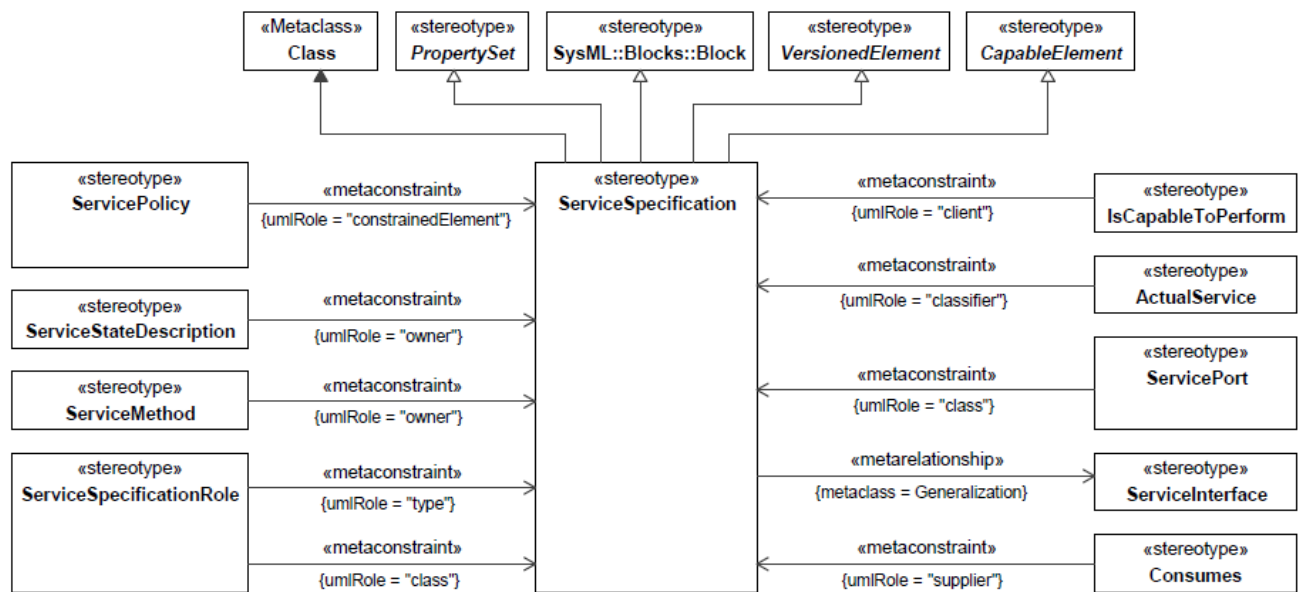 «Metaclass»
Class
«stereotype»
PropertySet
«stereotype»
SysML::Blocks::Block
«stereotype»
VersionedElement
«stereotype»
CapableElement
«stereotype»
ServicePolicy
«metaconstraint»
{umlRole = "constrainedElement"}
«stereotype»
ServiceStateDescription
«metaconstraint»
{umlRole = "owner"}
«stereotype»
ServiceMethod
«metaconstraint»
{umlRole = "owner"}
«stereotype»
ServiceSpecificationRole
«metaconstraint»
{umlRole = "type"}
«metaconstraint»
{umlRole = "class"}
«stereotype»
ServiceSpecification
«metaconstraint»
{umlRole = "client"}
«stereotype»
IsCapableToPerform
«metaconstraint»
{umlRole = "classifier"}
«stereotype»
ActualService
«metaconstraint»
{umlRole = "class"}
«stereotype»
ServicePort
«metarelationship»
{metaclass = Generalization}
«stereotype»
ServiceInterface
«metaconstraint»
{umlRole = "supplier"}
«stereotype»
Consumes